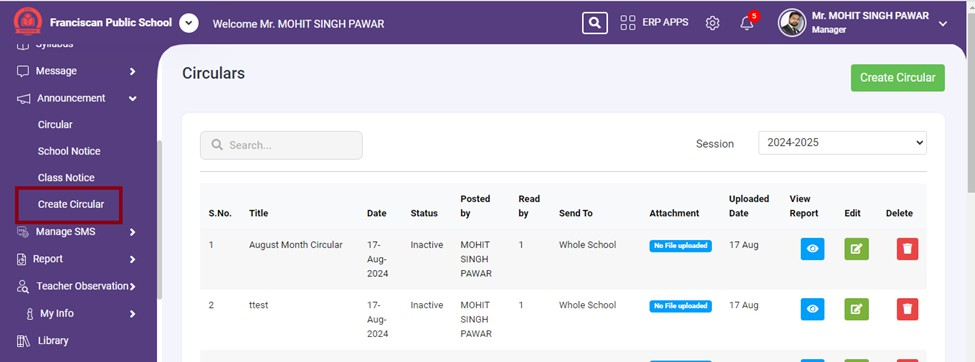 Franciscan Public School
Welcome Mr. MOHIT SINGH PAWAR
ERP APPS
5
Mr. MOHIT SINGH PAWAR
Manager
Syllabus
Message
Announcement
Circular
School Notice
Class Notice
Create Circular
Manage SMS
Report
Teacher Observation
My Info
Library
Circulars
Create Circular
Search...
Session
2024-2025
S.No. Title Date Status Posted by Read by Send To Attachment Uploaded Date View Report Edit Delete
1 August Month Circular 17-Aug-2024 Inactive MOHIT SINGH PAWAR 1 Whole School No File uploaded 17 Aug
2 ttest 17-Aug-2024 Inactive MOHIT SINGH PAWAR 1 Whole School No File uploaded 17 Aug